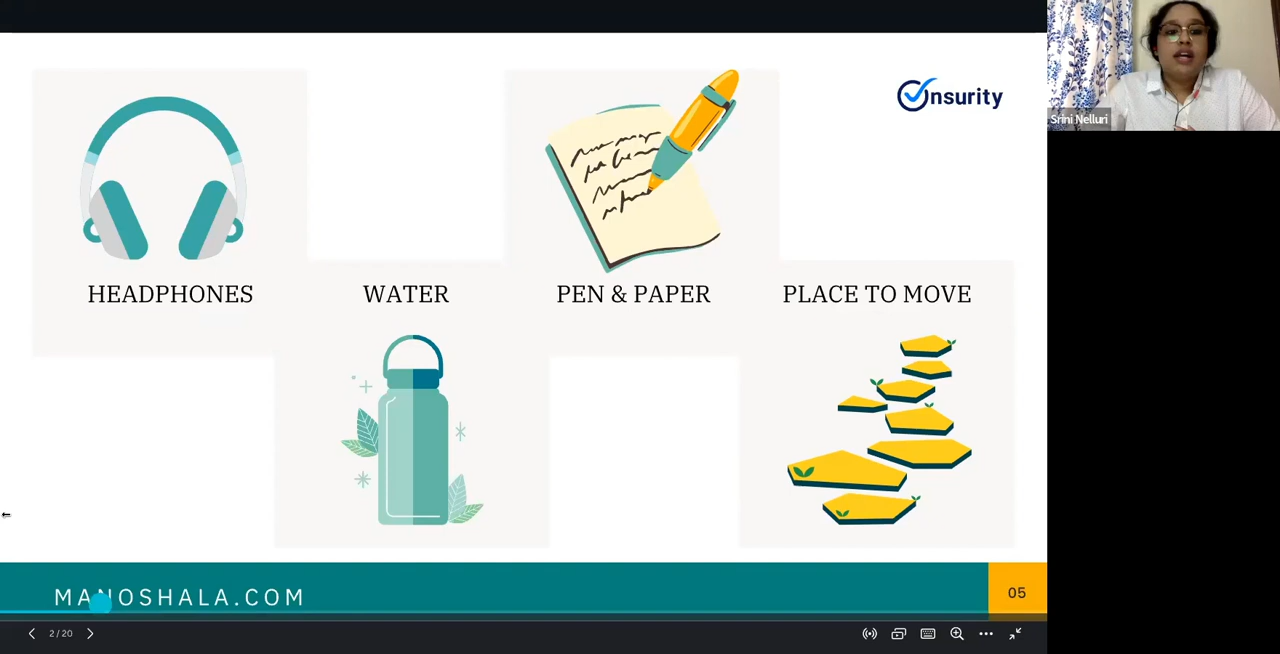 Onsurity
Srini Nelluri
HEADPHONES
WATER
PEN & PAPER
PLACE TO MOVE
MANOSHALA.COM
05
2 / 20